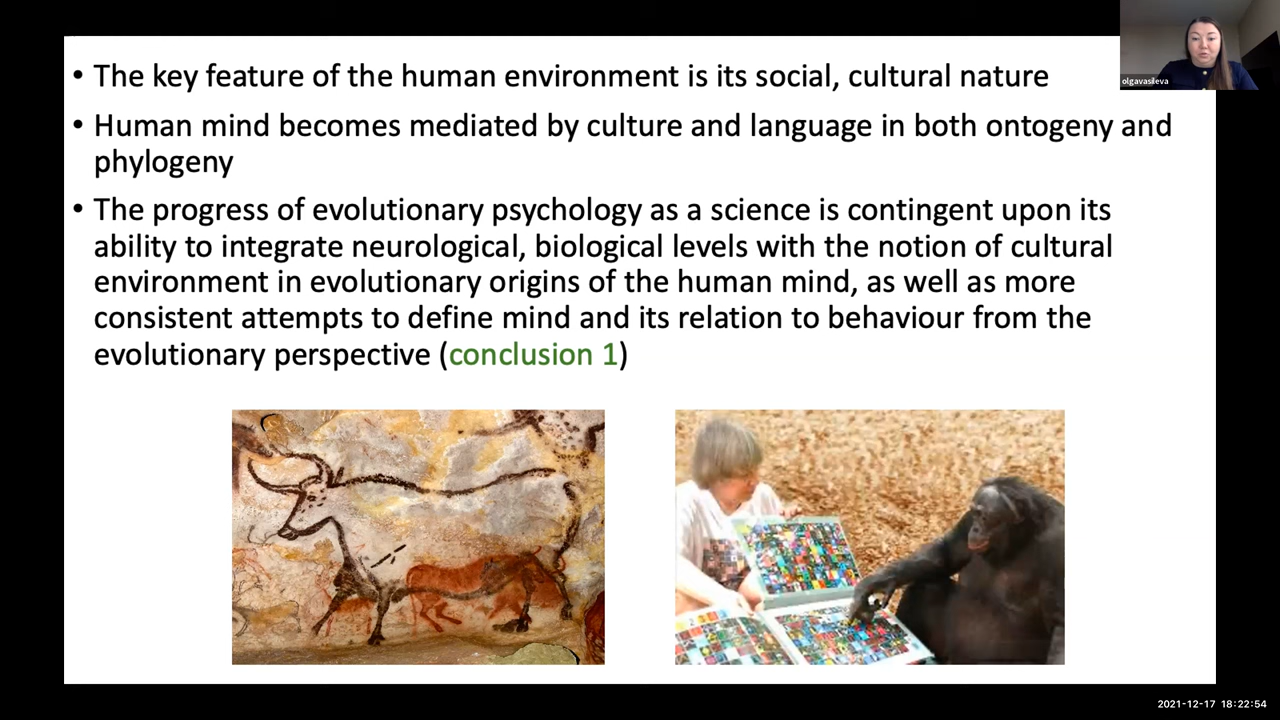 • The key feature of the human environment is its social, cultural nature
• Human mind becomes mediated by culture and language in both ontogeny and
phylogeny
• The progress of evolutionary psychology as a science is contingent upon its
ability to integrate neurological, biological levels with the notion of cultural
environment in evolutionary origins of the human mind, as well as more
consistent attempts to define mind and its relation to behaviour from the
evolutionary perspective (conclusion 1)
olgavasileva
2021-12-17 18:22:54